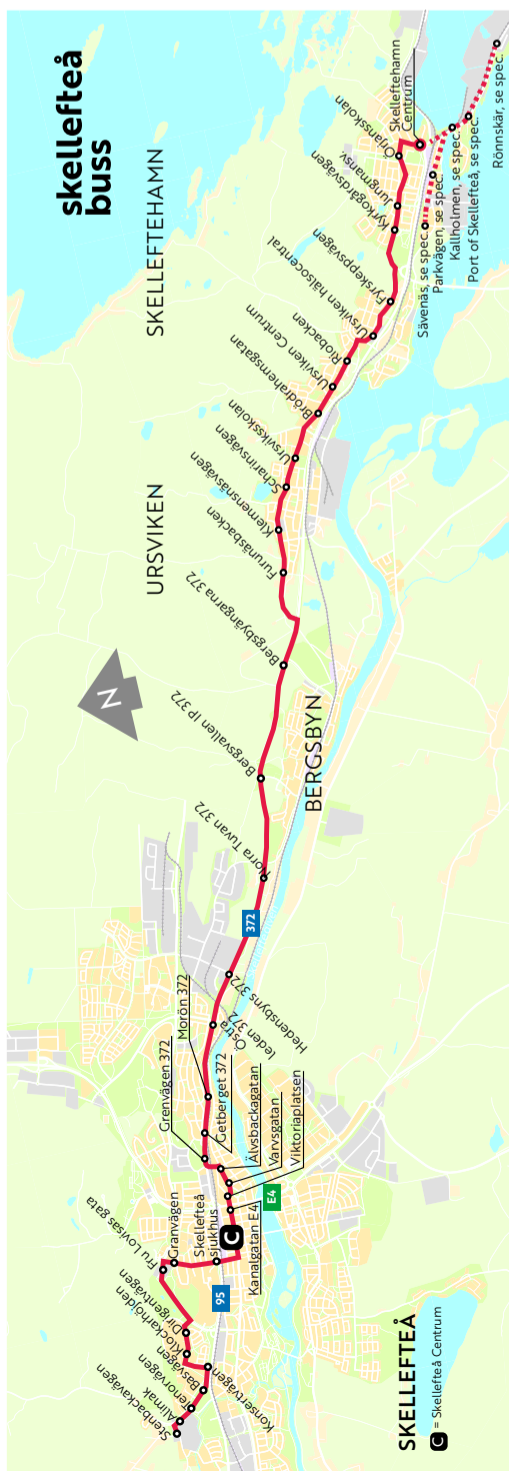 skellefteå
buss
SKELLEFTEHAMN
URSVIKEN
BERGSBYN
N
Stenbackavägen
Alimak
Tenorvägen
Basvägen
Konsertvägen
Klockarhöjden
Dirigentvägen
Fru Lovisas gata
Granvägen
Skellefteå
sjukhus
95
C
Kanalgatan E4
E4
Viktoriaplatsen
Varvsgatan
Älvsbackagatan
Grenvägen 372
Getberget 372
Morön 372
Östra
leden 372
Hedensbyns 372
372
Norra Tuvan 372
Bergsvallen IP 372
Bergsbyängarna 372
Furunäsbacken
Klemensnäsvägen
Scharinsvägen
Ursviksskolan
Brödrahemsgatan
Ursviken Centrum
Riobacken
Ursviken hälsocentral
Fyrskeppsvägen
Kyrkogårdsvägen
Jungmansv.
Örjansskolan
Skelleftehamn
Centrum
Sävenäs, se spec.
Parkvägen, se spec.
Kallholmen, se spec.
Port of Skellefteå, se spec.
Rönnskär, se spec.
SKELLEFTEÅ
C = Skellefteå Centrum